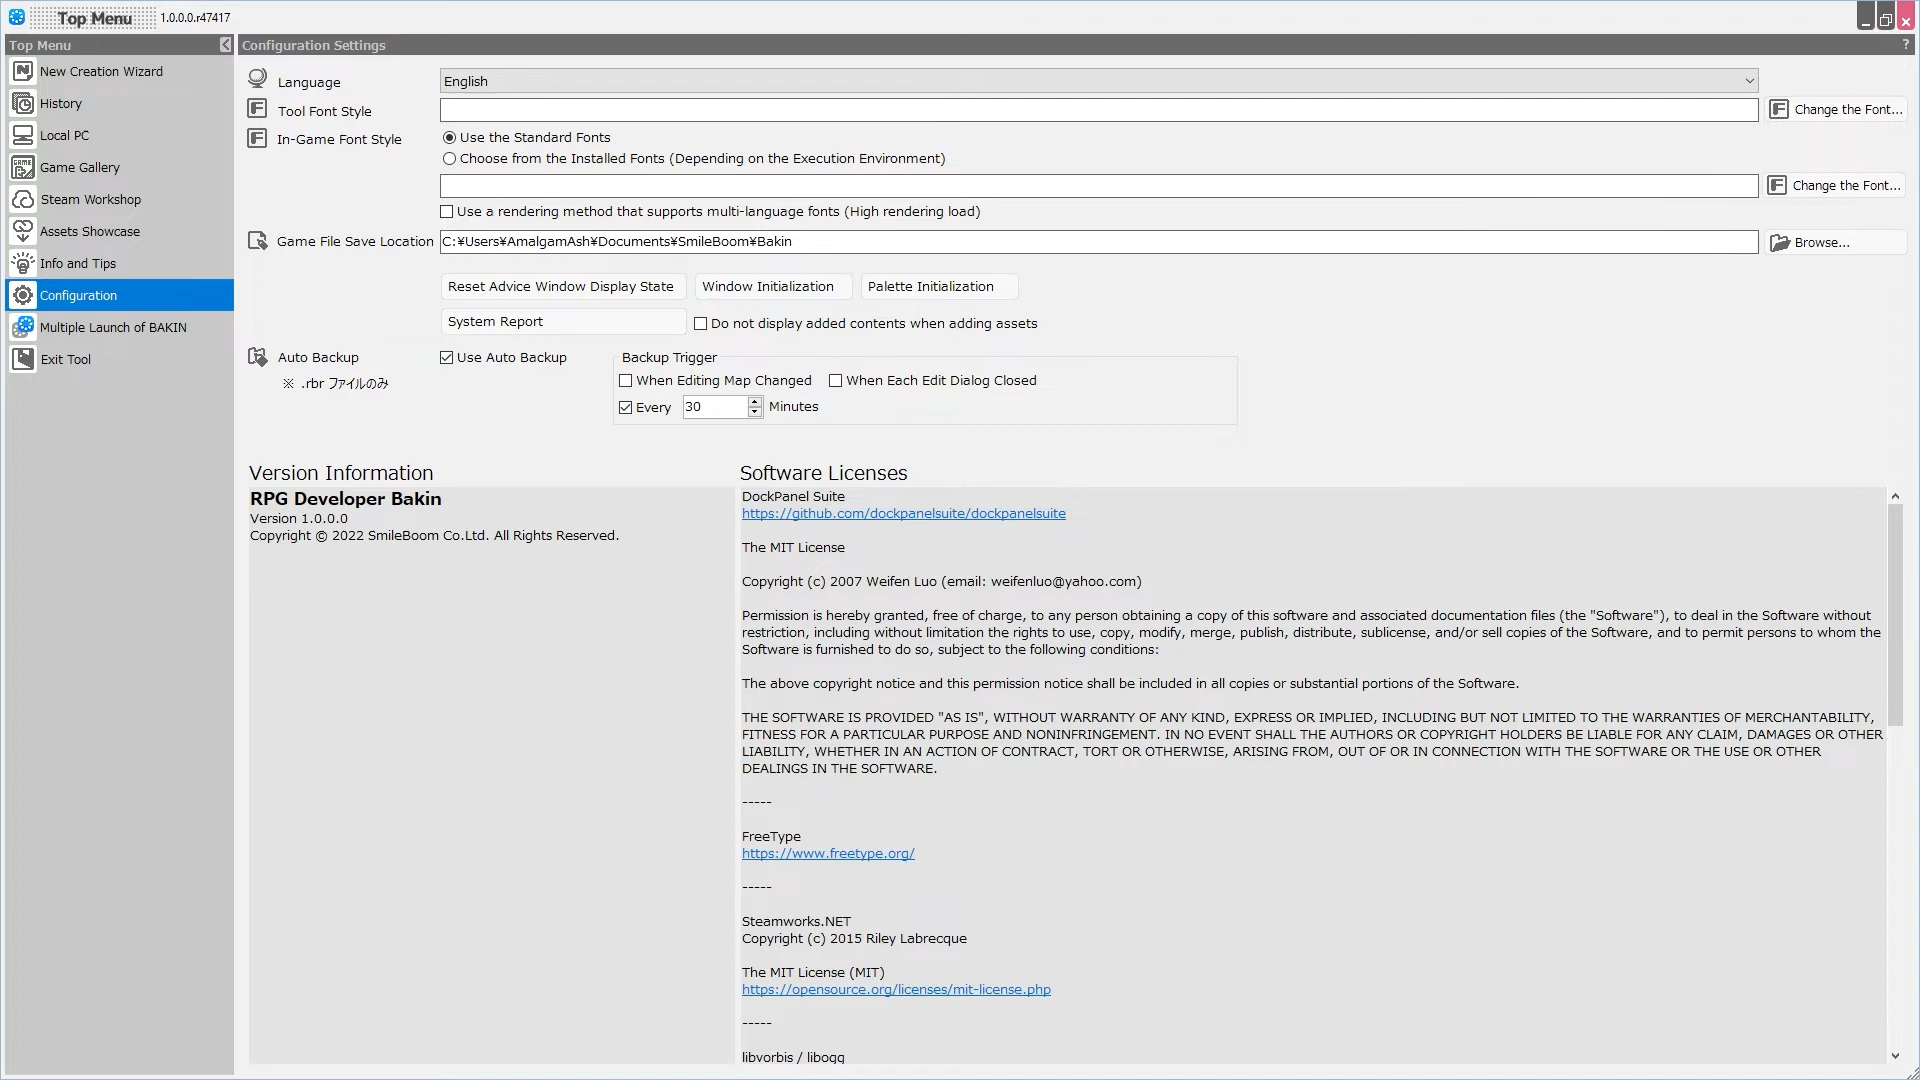 Top Menu 1.0.0.0.r47417
Top Menu
New Creation Wizard
History
Local PC
Game Gallery
Steam Workshop
Assets Showcase
Info and Tips
Configuration
Multiple Launch of BAKIN
Exit Tool
Configuration Settings ?
Language English
Tool Font Style Change the Font...
In-Game Font Style Use the Standard Fonts
Choose from the Installed Fonts (Depending on the Execution Environment)
Change the Font...
Use a rendering method that supports multi-language fonts (High rendering load)
Game File Save Location C:¥Users¥AmalgamAsh¥Documents¥SmileBoom¥Bakin Browse...
Reset Advice Window Display State Window Initialization Palette Initialization
System Report Do not display added contents when adding assets
Auto Backup Use Auto Backup Backup Trigger
※ .rbr ファイルのみ When Editing Map Changed When Each Edit Dialog Closed
Every 30 Minutes
Version Information
RPG Developer Bakin
Version 1.0.0.0
Copyright © 2022 SmileBoom Co.Ltd. All Rights Reserved.
Software Licenses
DockPanel Suite
https://github.com/dockpanelsuite/dockpanelsuite
The MIT License
Copyright (c) 2007 Weifen Luo (email: weifenluo@yahoo.com)
Permission is hereby granted, free of charge, to any person obtaining a copy of this software and associated documentation files (the "Software"), to deal in the Software without
restriction, including without limitation the rights to use, copy, modify, merge, publish, distribute, sublicense, and/or sell copies of the Software, and to permit persons to whom the
Software is furnished to do so, subject to the following conditions:
The above copyright notice and this permission notice shall be included in all copies or substantial portions of the Software.
THE SOFTWARE IS PROVIDED "AS IS", WITHOUT WARRANTY OF ANY KIND, EXPRESS OR IMPLIED, INCLUDING BUT NOT LIMITED TO THE WARRANTIES OF MERCHANTABILITY,
FITNESS FOR A PARTICULAR PURPOSE AND NONINFRINGEMENT. IN NO EVENT SHALL THE AUTHORS OR COPYRIGHT HOLDERS BE LIABLE FOR ANY CLAIM, DAMAGES OR OTHER
LIABILITY, WHETHER IN AN ACTION OF CONTRACT, TORT OR OTHERWISE, ARISING FROM, OUT OF OR IN CONNECTION WITH THE SOFTWARE OR THE USE OR OTHER
DEALINGS IN THE SOFTWARE.
-----
FreeType
https://www.freetype.org/
-----
Steamworks.NET
Copyright (c) 2015 Riley Labrecque
The MIT License (MIT)
https://opensource.org/licenses/mit-license.php
-----
libvorbis / libogg